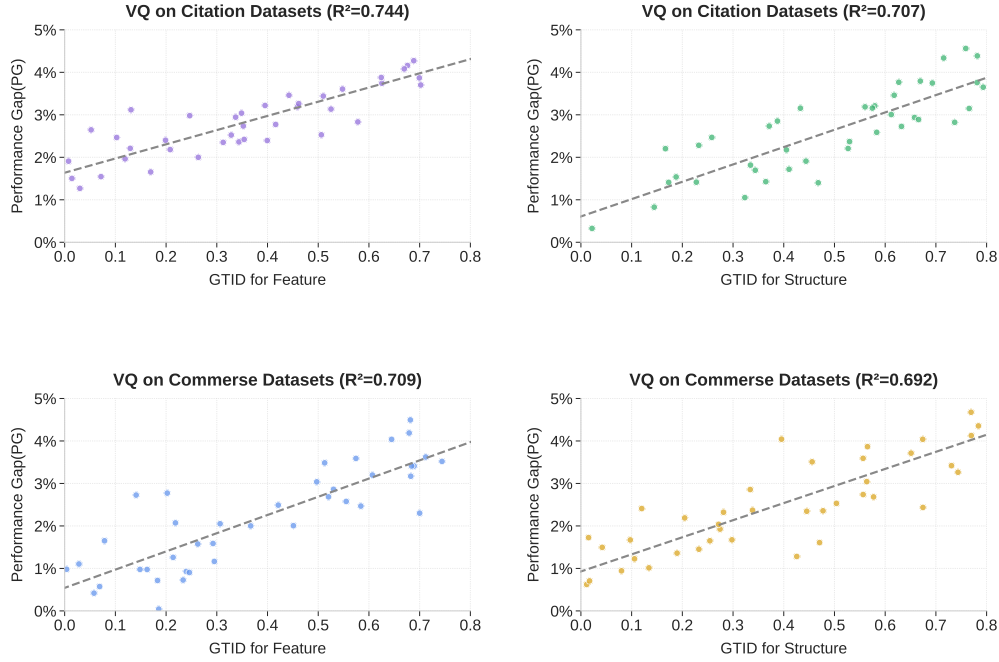 VQ on Citation Datasets (R²=0.744)
Performance Gap(PG)
5%
4%
3%
2%
1%
0%
0.0 0.1 0.2 0.3 0.4 0.5 0.6 0.7 0.8
GTID for Feature
VQ on Citation Datasets (R²=0.707)
Performance Gap(PG)
5%
4%
3%
2%
1%
0%
0.0 0.1 0.2 0.3 0.4 0.5 0.6 0.7 0.8
GTID for Structure
VQ on Commerse Datasets (R²=0.709)
Performance Gap(PG)
5%
4%
3%
2%
1%
0%
0.0 0.1 0.2 0.3 0.4 0.5 0.6 0.7 0.8
GTID for Feature
VQ on Commerse Datasets (R²=0.692)
Performance Gap(PG)
5%
4%
3%
2%
1%
0%
0.0 0.1 0.2 0.3 0.4 0.5 0.6 0.7 0.8
GTID for Structure